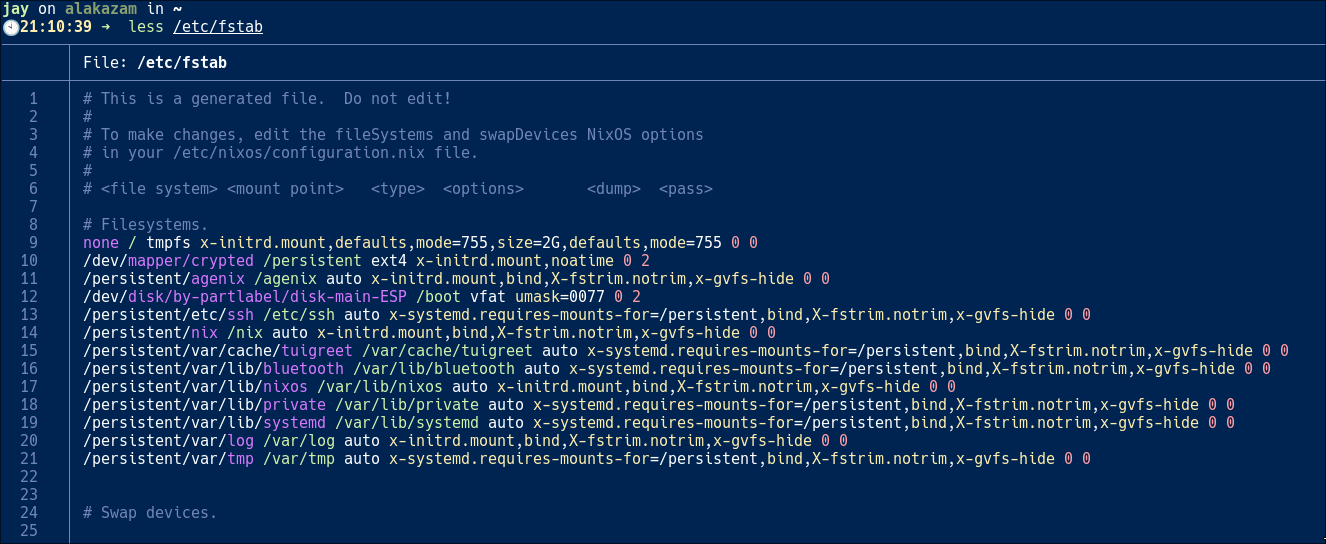 jay on alakazam in ~
21:10:39 ➜ less /etc/fstab
File: /etc/fstab
1 # This is a generated file.  Do not edit!
2 #
3 # To make changes, edit the fileSystems and swapDevices NixOS options
4 # in your /etc/nixos/configuration.nix file.
5 #
6 # <file system> <mount point>   <type>  <options>       <dump>  <pass>
7
8 # Filesystems.
9 none / tmpfs x-initrd.mount,defaults,mode=755,size=2G,defaults,mode=755 0 0
10 /dev/mapper/crypted /persistent ext4 x-initrd.mount,noatime 0 2
11 /persistent/agenix /agenix auto x-initrd.mount,bind,X-fstrim.notrim,x-gvfs-hide 0 0
12 /dev/disk/by-partlabel/disk-main-ESP /boot vfat umask=0077 0 2
13 /persistent/etc/ssh /etc/ssh auto x-systemd.requires-mounts-for=/persistent,bind,X-fstrim.notrim,x-gvfs-hide 0 0
14 /persistent/nix /nix auto x-initrd.mount,bind,X-fstrim.notrim,x-gvfs-hide 0 0
15 /persistent/var/cache/tuigreet /var/cache/tuigreet auto x-systemd.requires-mounts-for=/persistent,bind,X-fstrim.notrim,x-gvfs-hide 0 0
16 /persistent/var/lib/bluetooth /var/lib/bluetooth auto x-systemd.requires-mounts-for=/persistent,bind,X-fstrim.notrim,x-gvfs-hide 0 0
17 /persistent/var/lib/nixos /var/lib/nixos auto x-initrd.mount,bind,X-fstrim.notrim,x-gvfs-hide 0 0
18 /persistent/var/lib/private /var/lib/private auto x-systemd.requires-mounts-for=/persistent,bind,X-fstrim.notrim,x-gvfs-hide 0 0
19 /persistent/var/lib/systemd /var/lib/systemd auto x-systemd.requires-mounts-for=/persistent,bind,X-fstrim.notrim,x-gvfs-hide 0 0
20 /persistent/var/log /var/log auto x-initrd.mount,bind,X-fstrim.notrim,x-gvfs-hide 0 0
21 /persistent/var/tmp /var/tmp auto x-systemd.requires-mounts-for=/persistent,bind,X-fstrim.notrim,x-gvfs-hide 0 0
22
23
24 # Swap devices.
25